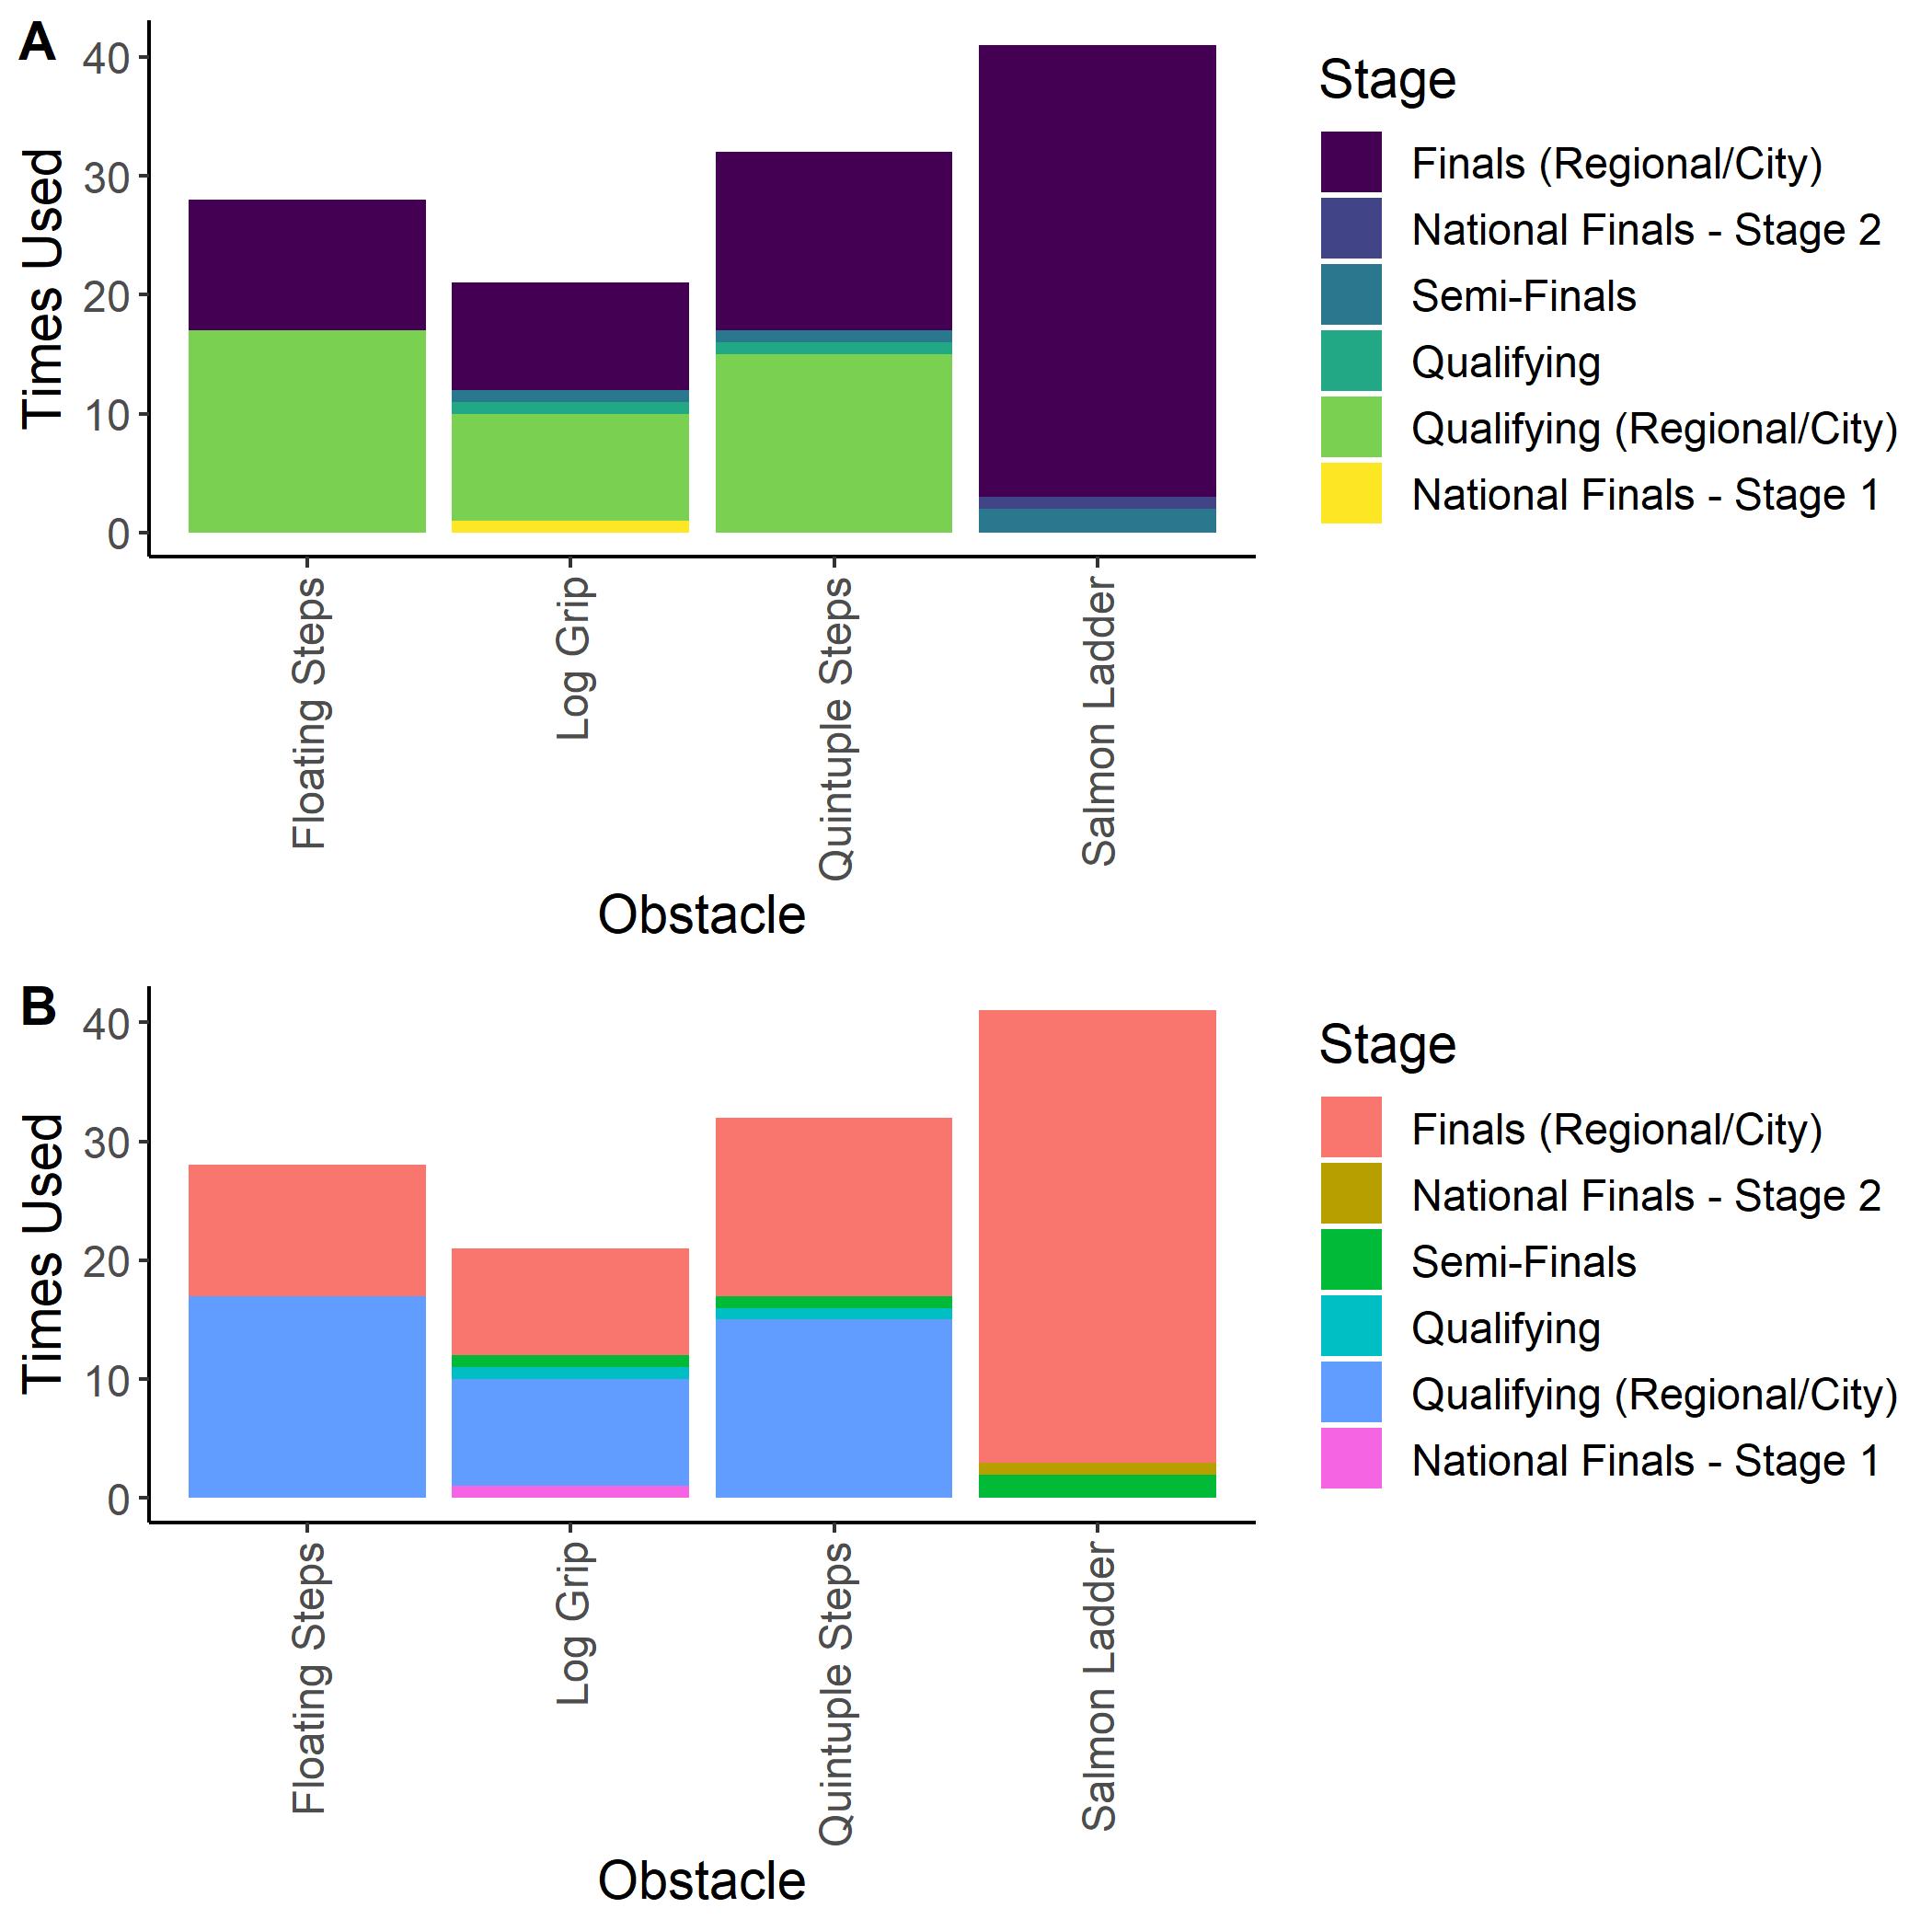 A
Times Used
40
30
20
10
0
Floating Steps
Log Grip
Quintuple Steps
Salmon Ladder
Obstacle
Stage
Finals (Regional/City)
National Finals - Stage 2
Semi-Finals
Qualifying
Qualifying (Regional/City)
National Finals - Stage 1
B
Times Used
40
30
20
10
0
Floating Steps
Log Grip
Quintuple Steps
Salmon Ladder
Obstacle
Stage
Finals (Regional/City)
National Finals - Stage 2
Semi-Finals
Qualifying
Qualifying (Regional/City)
National Finals - Stage 1